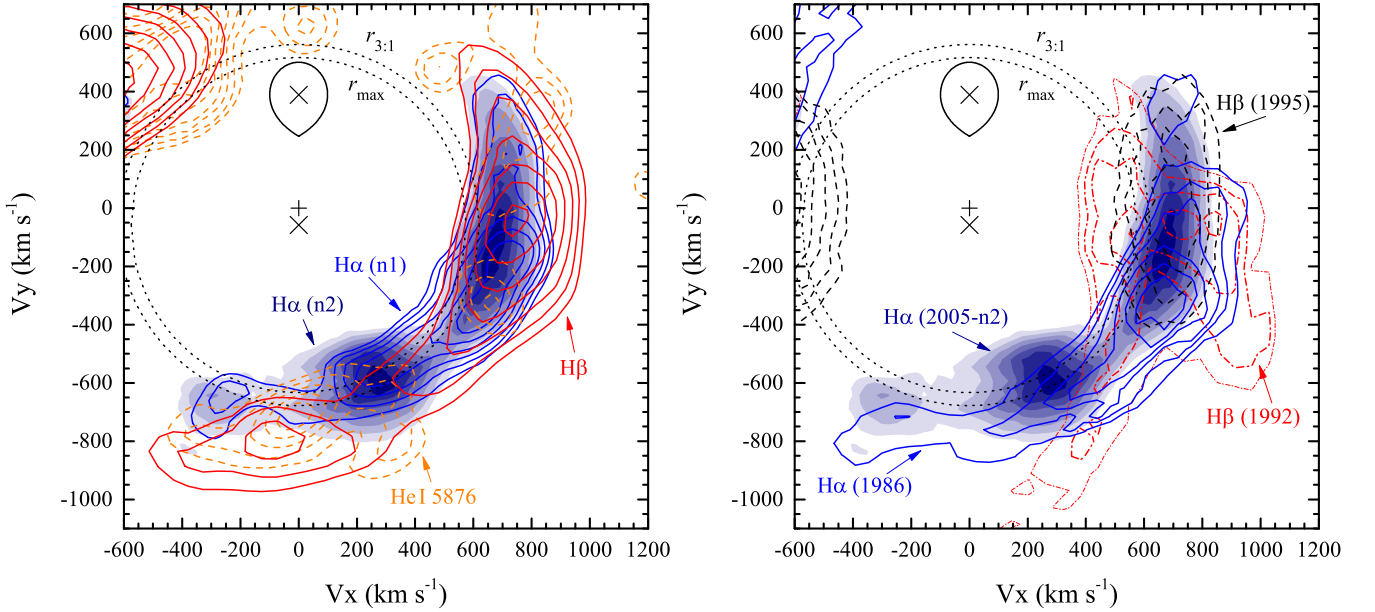 600
400
200
0
-200
-400
-600
-800
-1000
Vy (km s⁻¹)
r3:1
rmax
Hα (n1)
Hα (n2)
Hβ
HeI 5876
-600 -400 -200 0 200 400 600 800 1000 1200
Vx (km s⁻¹)
600
400
200
0
-200
-400
-600
-800
-1000
Vy (km s⁻¹)
r3:1
rmax
Hβ (1995)
Hα (2005-n2)
Hβ (1992)
Hα (1986)
-600 -400 -200 0 200 400 600 800 1000 1200
Vx (km s⁻¹)